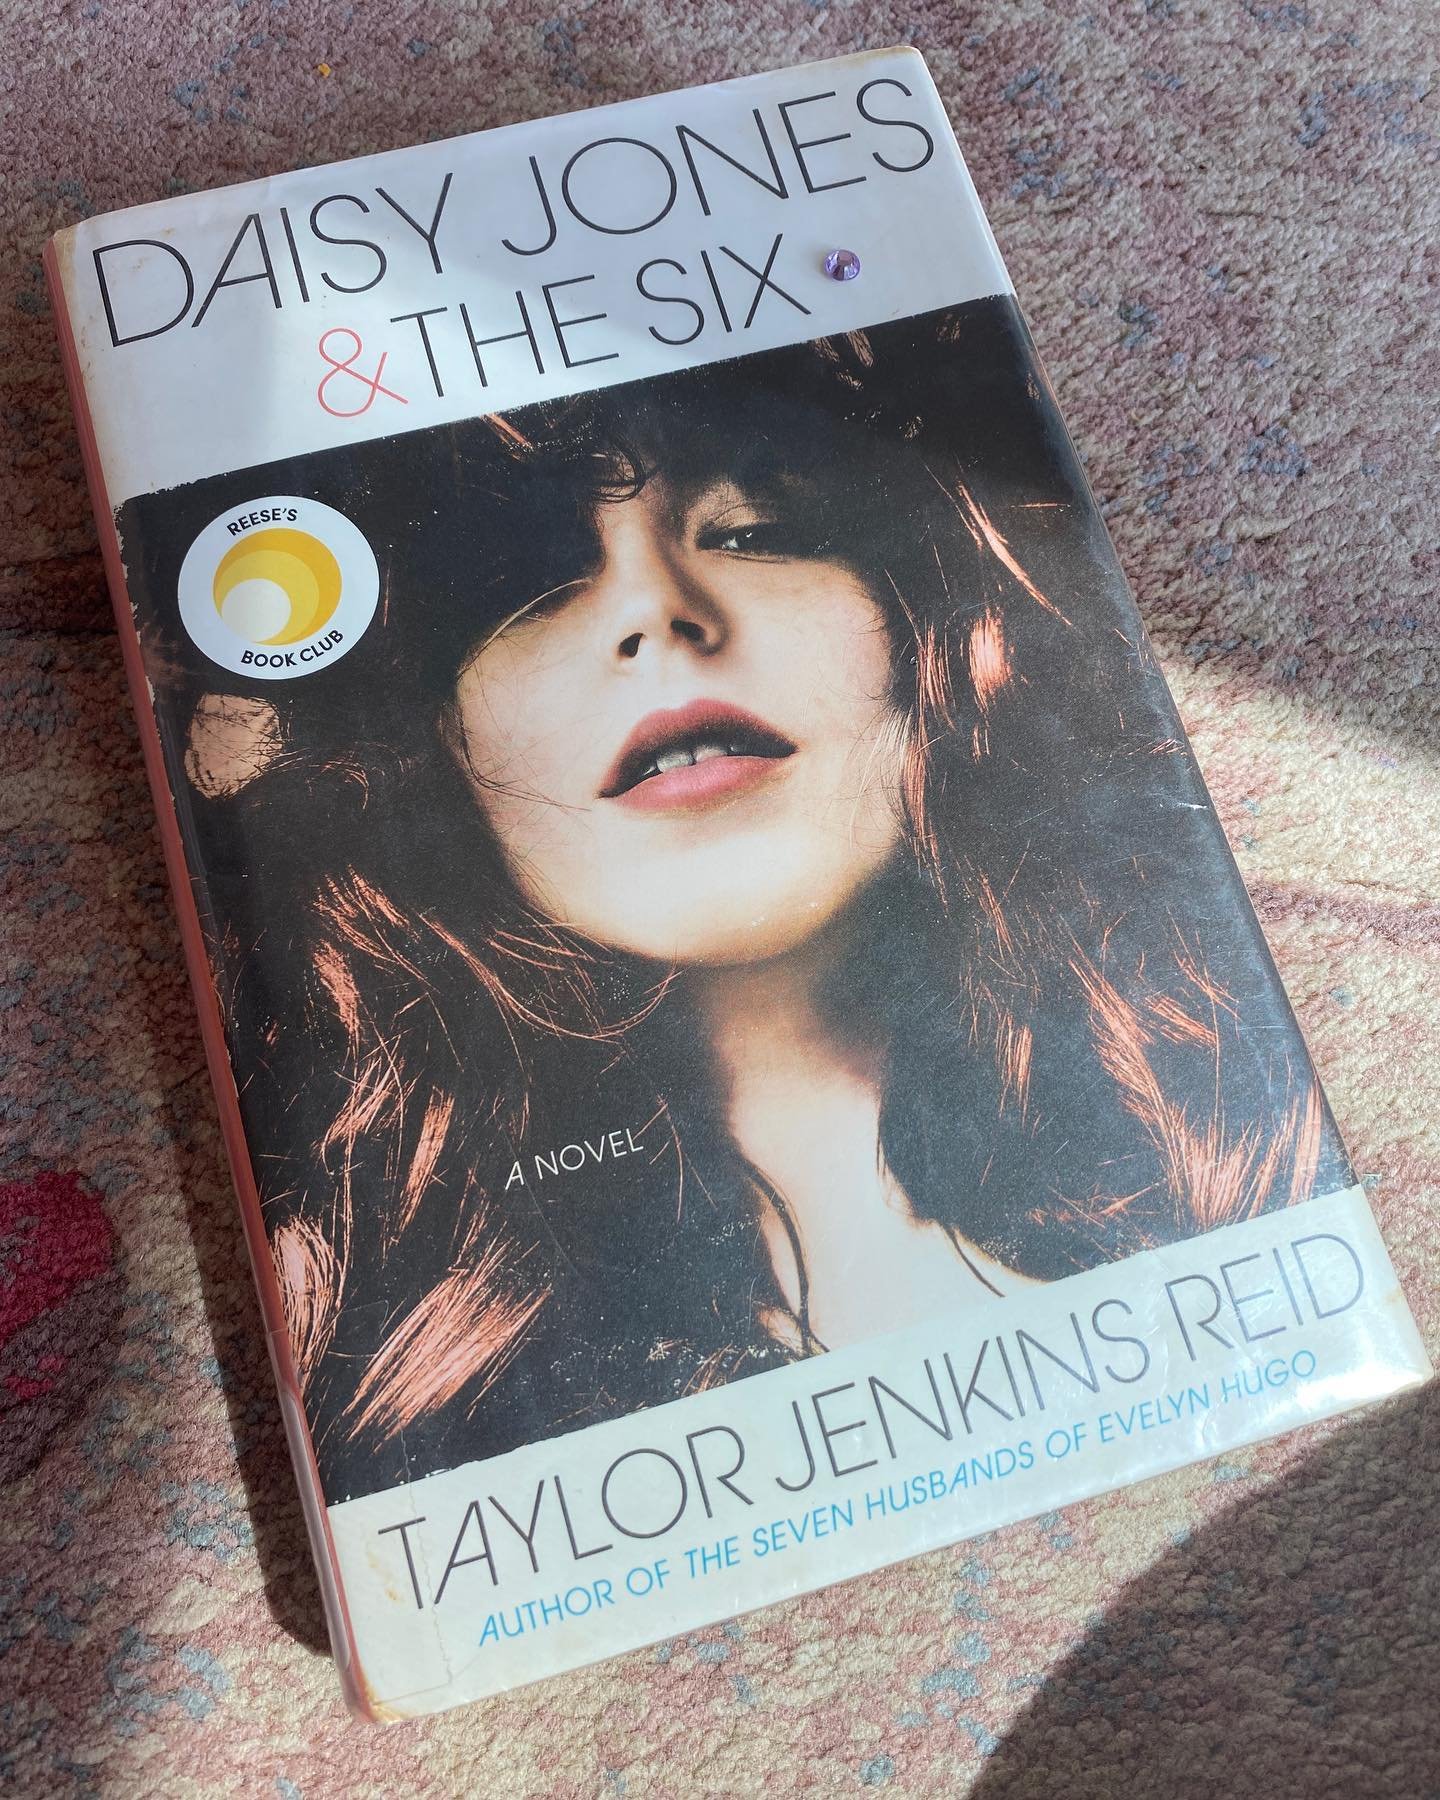 DAISY JONES
& THE SIX
REESE'S
BOOK CLUB
A NOVEL
TAYLOR JENKINS REID
AUTHOR OF THE SEVEN HUSBANDS OF EVELYN HUGO